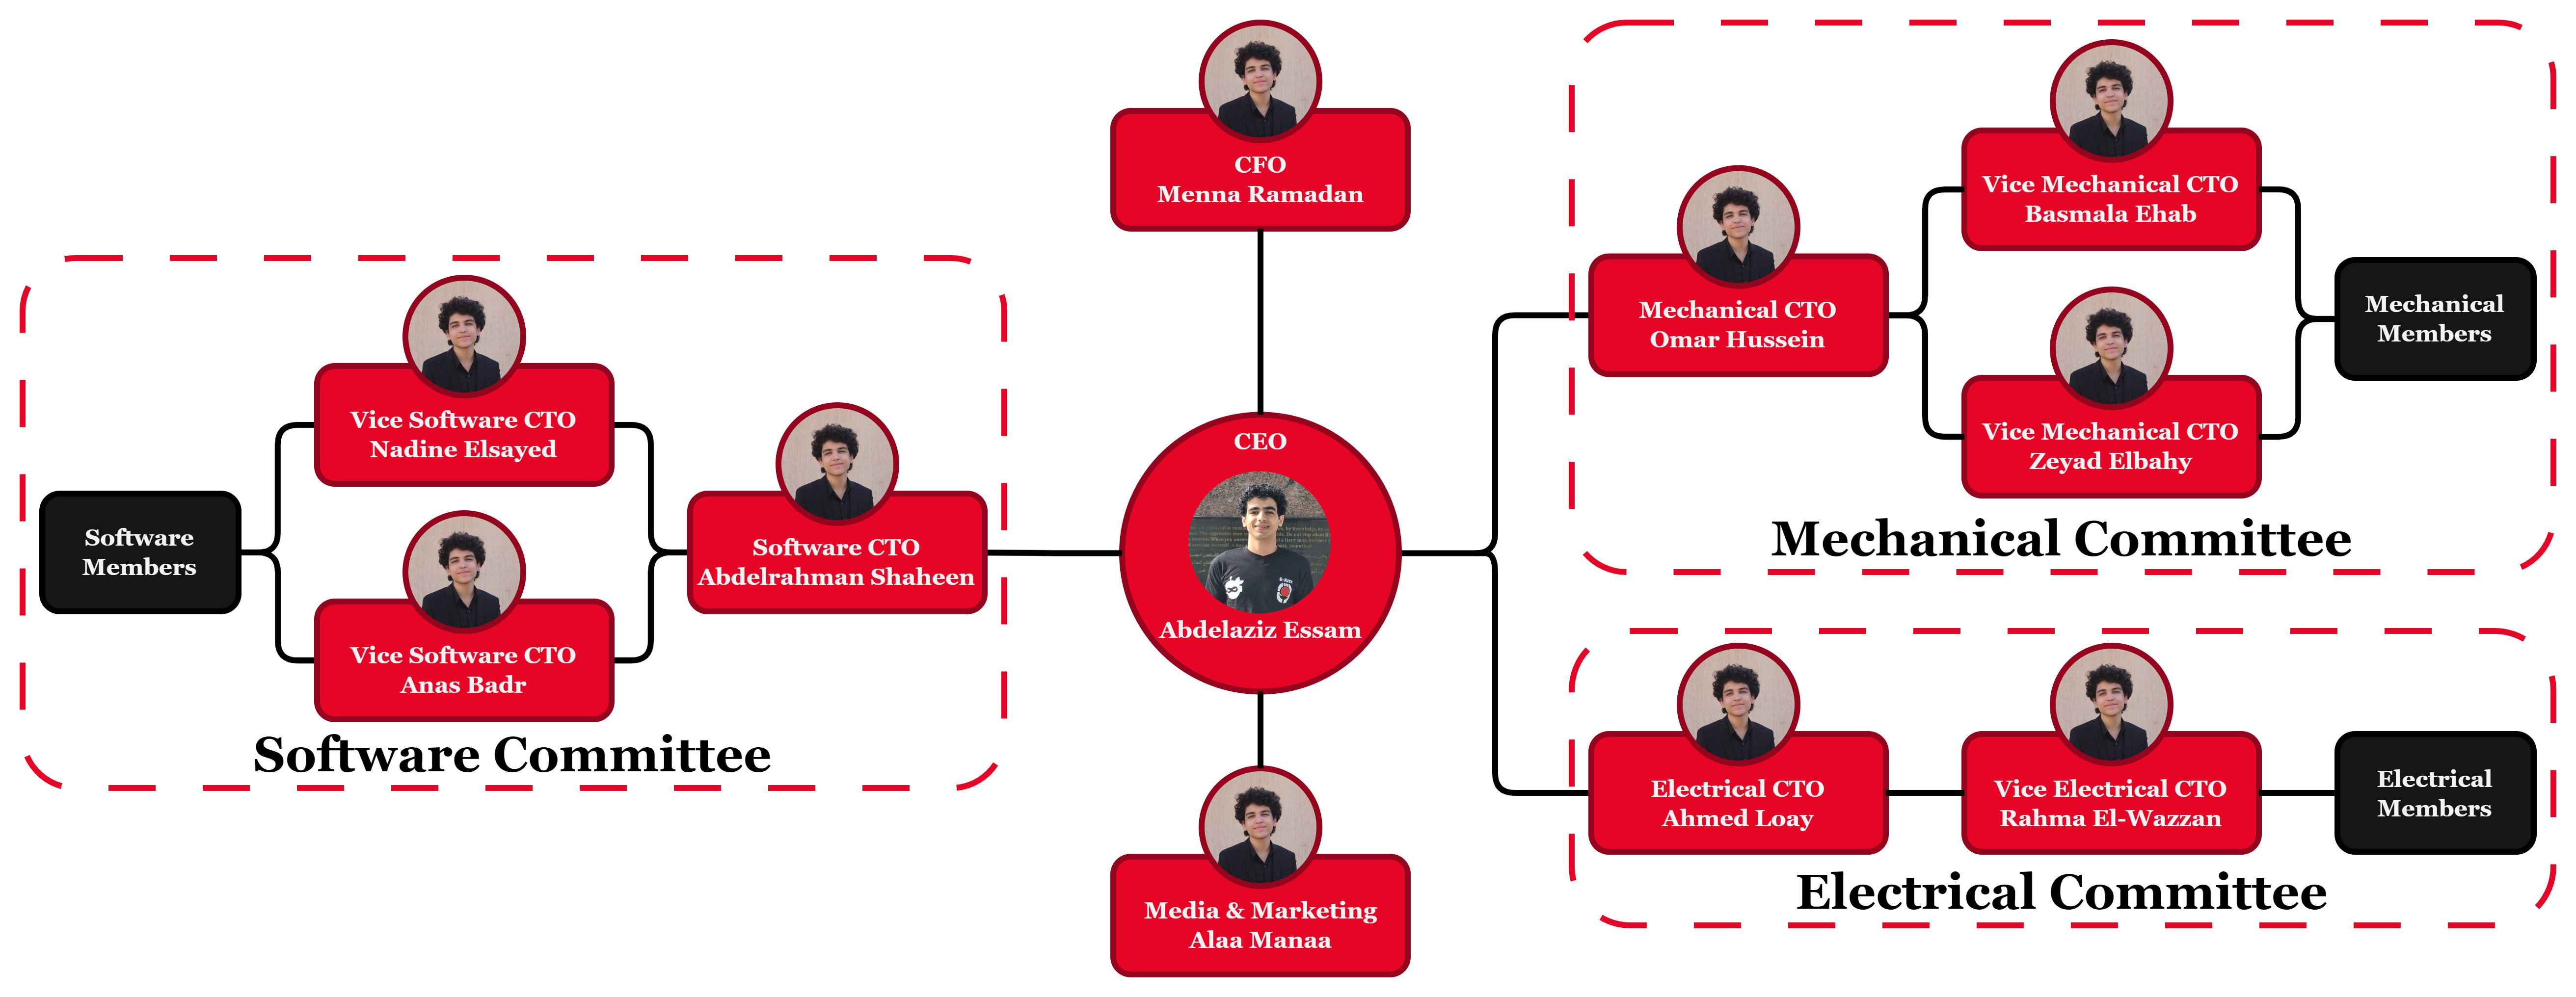 CFO
Menna Ramadan
Vice Mechanical CTO
Basmala Ehab
Mechanical CTO
Omar Hussein
Mechanical
Members
Vice Mechanical CTO
Zeyad Elbahy
Mechanical Committee
Vice Software CTO
Nadine Elsayed
Software
Members
Software CTO
Abdelrahman Shaheen
Vice Software CTO
Anas Badr
Software Committee
CEO
Abdelaziz Essam
Electrical CTO
Ahmed Loay
Vice Electrical CTO
Rahma El-Wazzan
Electrical
Members
Electrical Committee
Media & Marketing
Alaa Manaa